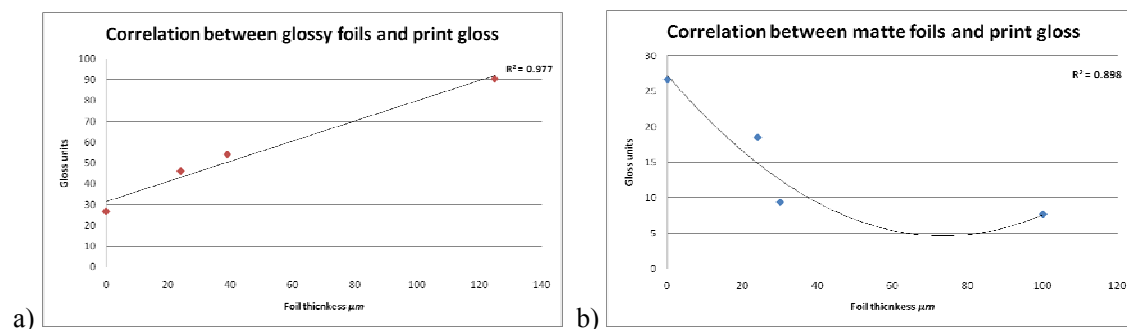 Correlation between glossy foils and print gloss
R² = 0.977
100
90
80
70
60
50
40
30
20
10
0
Gloss units
0 20 40 60 80 100 120 140
Foil thicnkess µm
a)
Correlation between matte foils and print gloss
R² = 0.898
30
25
20
15
10
5
0
Gloss units
0 20 40 60 80 100 120
Foil thicnkess µm
b)